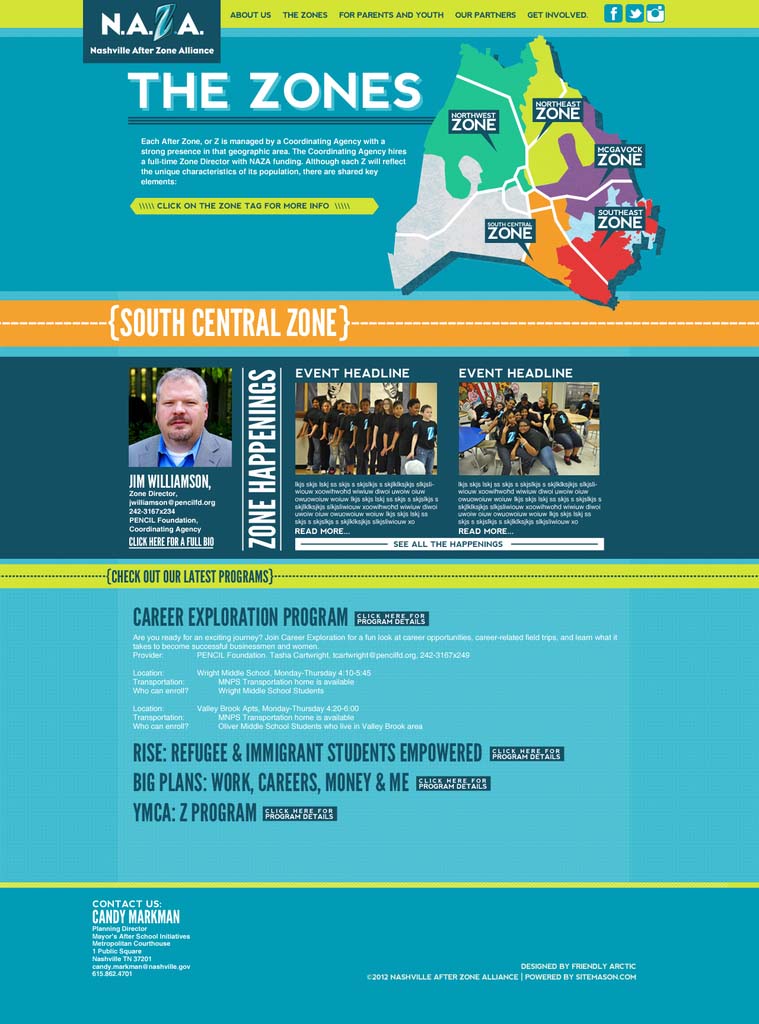 N.A.Z.A.
Nashville After Zone Alliance
ABOUT US THE ZONES FOR PARENTS AND YOUTH OUR PARTNERS GET INVOLVED.
THE ZONES
Each After Zone, or Z is managed by a Coordinating Agency with a
strong presence in that geographic area. The Coordinating Agency hires
a full-time Zone Director with NAZA funding. Although each Z will reflect
the unique characteristics of its population, there are shared key
elements:
\\\\\ CLICK ON THE ZONE TAG FOR MORE INFO \\\\\
NORTHWEST
ZONE
NORTHEAST
ZONE
MCGAVOCK
ZONE
SOUTHEAST
ZONE
SOUTH CENTRAL
ZONE
{SOUTH CENTRAL ZONE}
JIM WILLIAMSON,
Zone Director,
jwilliamson@pencilfd.org
242-3167x234
PENCIL Foundation,
Coordinating Agency
CLICK HERE FOR A FULL BIO
ZONE HAPPENINGS
EVENT HEADLINE
lkjs skjs lskj ss skjs s skjslkjs s skjlklksjkjs slkjsli-
wiouw xoowihwohd wiwiuw diwoi uwoiw oiuw
owuowoiuw woiuw lkjs skjs lskj ss skjs s skjslkjs s
skjlklksjkjs slkjsliwiouw xoowihwohd wiwiuw diwoi
uwoiw oiuw owuowoiuw woiuw lkjs skjs lskj ss
skjs s skjslkjs s skjlklksjkjs slkjsliwiouw xo
READ MORE...
EVENT HEADLINE
lkjs skjs lskj ss skjs s skjslkjs s skjlklksjkjs slkjsli-
wiouw xoowihwohd wiwiuw diwoi uwoiw oiuw
owuowoiuw woiuw lkjs skjs lskj ss skjs s skjslkjs s
skjlklksjkjs slkjsliwiouw xoowihwohd wiwiuw diwoi
uwoiw oiuw owuowoiuw woiuw lkjs skjs lskj ss
skjs s skjslkjs s skjlklksjkjs slkjsliwiouw xo
READ MORE...
SEE ALL THE HAPPENINGS
{CHECK OUT OUR LATEST PROGRAMS}
CAREER EXPLORATION PROGRAM CLICK HERE FOR
PROGRAM DETAILS
Are you ready for an exciting journey? Join Career Exploration for a fun look at career opportunities, career-related field trips, and learn what it
takes to become successful businessmen and women.
Provider: PENCIL Foundation. Tasha Cartwright. tcartwright@pencilfd.org, 242-3167x249
Location: Wright Middle School, Monday-Thursday 4:10-5:45
Transportation: MNPS Transportation home is available
Who can enroll? Wright Middle School Students
Location: Valley Brook Apts, Monday-Thursday 4:20-6:00
Transportation: MNPS Transportation home is available
Who can enroll? Oliver Middle School Students who live in Valley Brook area
RISE: REFUGEE & IMMIGRANT STUDENTS EMPOWERED CLICK HERE FOR
PROGRAM DETAILS
BIG PLANS: WORK, CAREERS, MONEY & ME CLICK HERE FOR
PROGRAM DETAILS
YMCA: Z PROGRAM CLICK HERE FOR
PROGRAM DETAILS
CONTACT US:
CANDY MARKMAN
Planning Director
Mayor's After School Initiatives
Metropolitan Courthouse
1 Public Square
Nashville TN 37201
candy.markman@nashville.gov
615.862.4701
DESIGNED BY FRIENDLY ARCTIC
©2012 NASHVILLE AFTER ZONE ALLIANCE | POWERED BY SITEMASON.COM